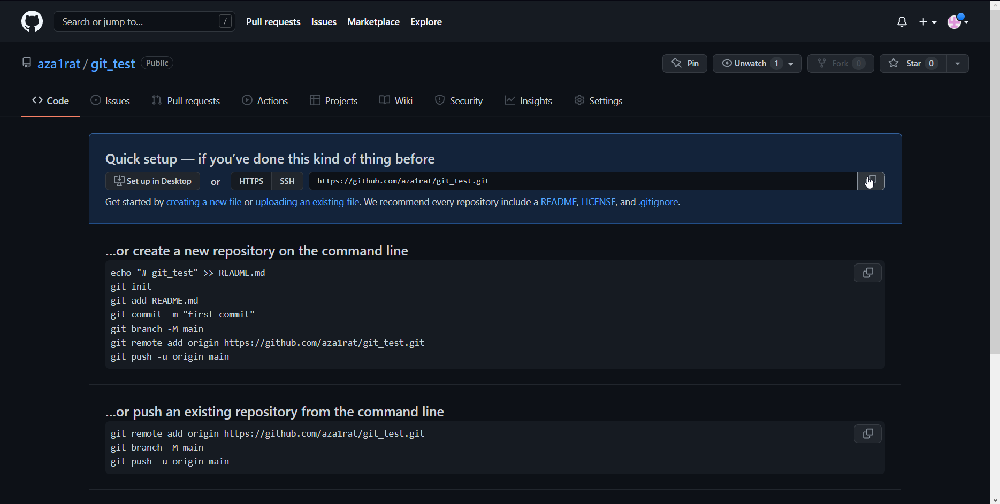 Search or jump to... / Pull requests Issues Marketplace Explore
aza1rat / git_test Public Pin Unwatch 1 Fork 0 Star 0
Code Issues Pull requests Actions Projects Wiki Security Insights Settings
Quick setup — if you’ve done this kind of thing before
Set up in Desktop or HTTPS SSH https://github.com/aza1rat/git_test.git
Get started by creating a new file or uploading an existing file. We recommend every repository include a README, LICENSE, and .gitignore.
…or create a new repository on the command line
echo "# git_test" >> README.md
git init
git add README.md
git commit -m "first commit"
git branch -M main
git remote add origin https://github.com/aza1rat/git_test.git
git push -u origin main
…or push an existing repository from the command line
git remote add origin https://github.com/aza1rat/git_test.git
git branch -M main
git push -u origin main